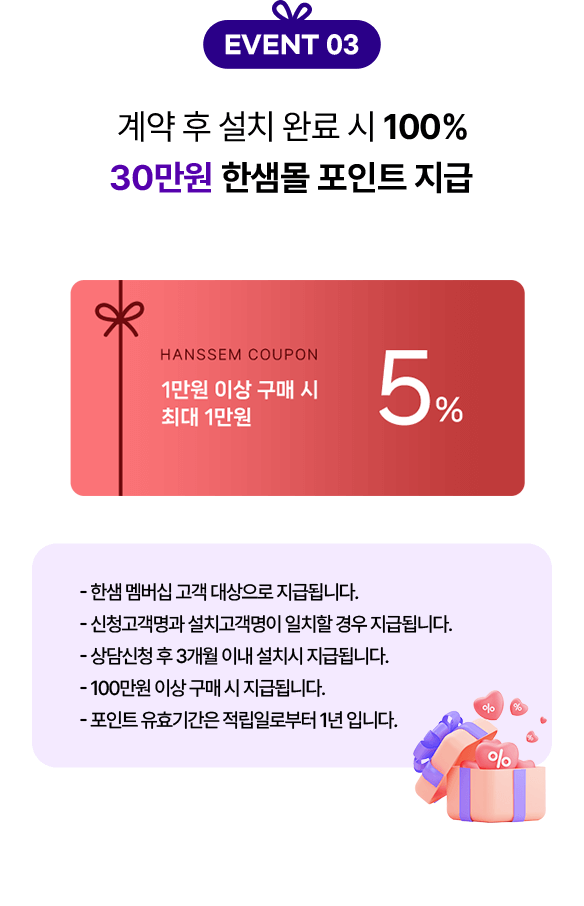 EVENT 03
계약 후 설치 완료 시 100%
30만원 한샘몰 포인트 지급
HANSSEM COUPON
1만원 이상 구매 시
최대 1만원
5%
- 한샘 멤버십 고객 대상으로 지급됩니다.
- 신청고객명과 설치고객명이 일치할 경우 지급됩니다.
- 상담신청 후 3개월 이내 설치시 지급됩니다.
- 100만원 이상 구매 시 지급됩니다.
- 포인트 유효기간은 적립일로부터 1년 입니다.
%
%
%
%